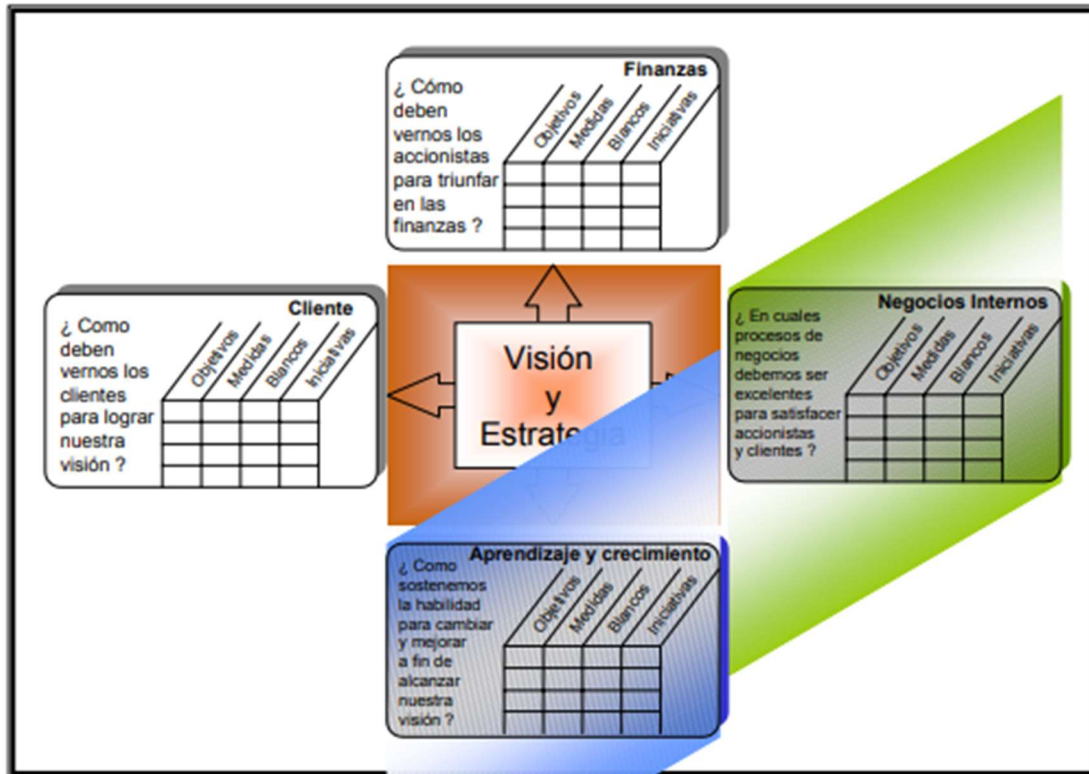 Finanzas
¿ Cómo
deben
vernos los
accionistas
para triunfar
en las
finanzas ?
Objetivos
Medidas
Blancos
Iniciativas
Cliente
¿ Como
deben
vernos los
clientes
para lograr
nuestra
visión ?
Objetivos
Medidas
Blancos
Iniciativas
Visión
y
Estrategia
Negocios Internos
¿ En cuales
procesos de
negocios
debemos ser
excelentes
para satisfacer
accionistas
y clientes ?
Objetivos
Medidas
Blancos
Iniciativas
Aprendizaje y crecimiento
¿ Como
sostenemos
la habilidad
para cambiar
y mejorar
a fin de
alcanzar
nuestra
visión ?
Objetivos
Medidas
Blancos
Iniciativas